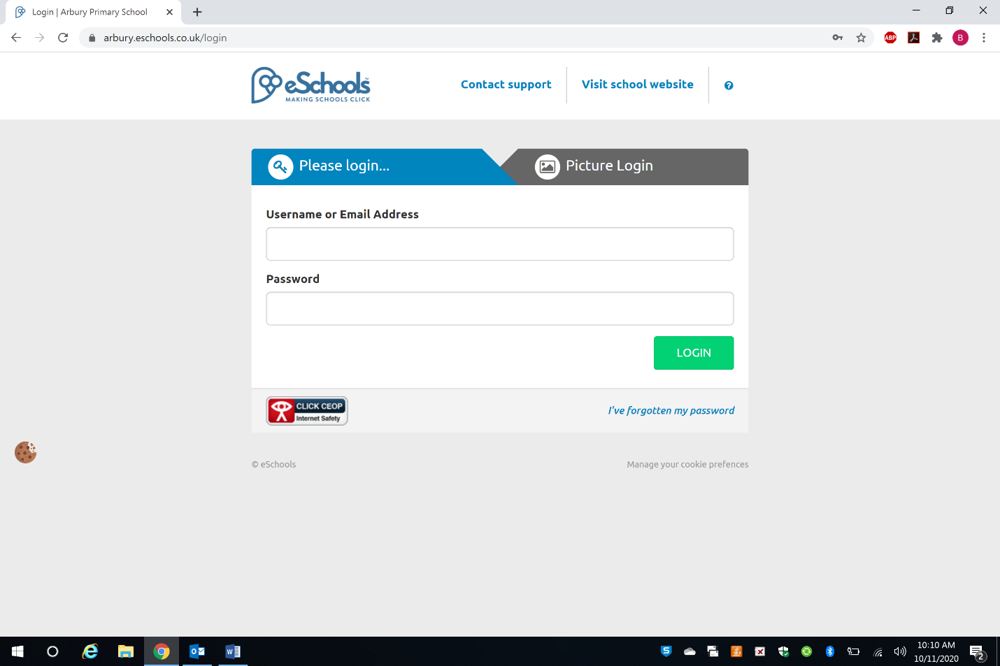 Login | Arbury Primary School
arbury.eschools.co.uk/login
ABP
B
eSchools
MAKING SCHOOLS CLICK
Contact support
Visit school website
?
Please login...
Picture Login
Username or Email Address
Password
LOGIN
CLICK CEOP
Internet Safety
I've forgotten my password
© eSchools
Manage your cookie prefences
10:10 AM
10/11/2020
2